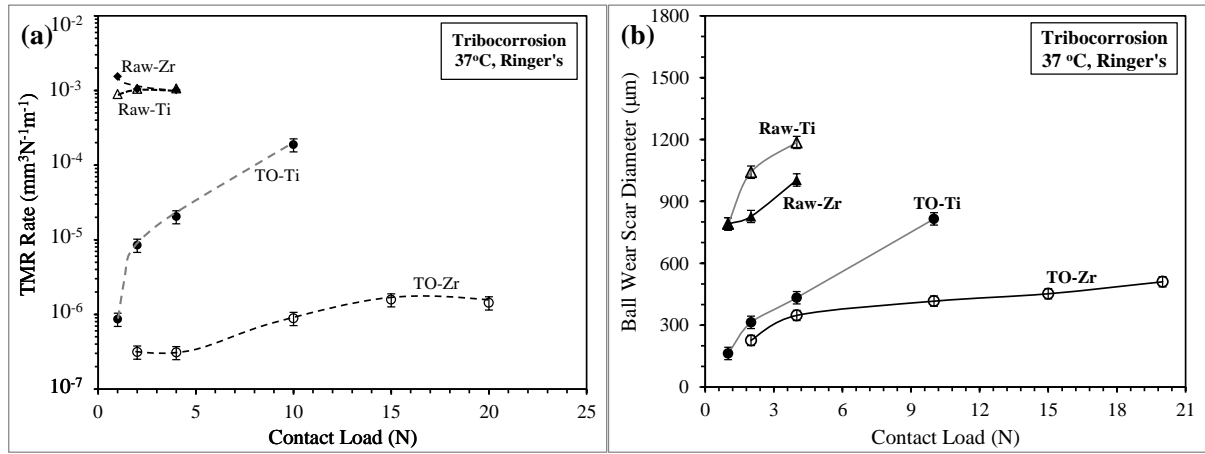 (a)
Tribocorrosion
37°C, Ringer's
TMR Rate (mm³N⁻¹m⁻¹)
10⁻²
10⁻³
10⁻⁴
10⁻⁵
10⁻⁶
10⁻⁷
Raw-Zr
Raw-Ti
TO-Ti
TO-Zr
0 5 10 15 20 25
Contact Load (N)
(b)
Tribocorrosion
37 °C, Ringer's
Ball Wear Scar Diameter (µm)
1800
1500
1200
900
600
300
0
Raw-Ti
Raw-Zr
TO-Ti
TO-Zr
0 3 6 9 12 15 18 21
Contact Load (N)